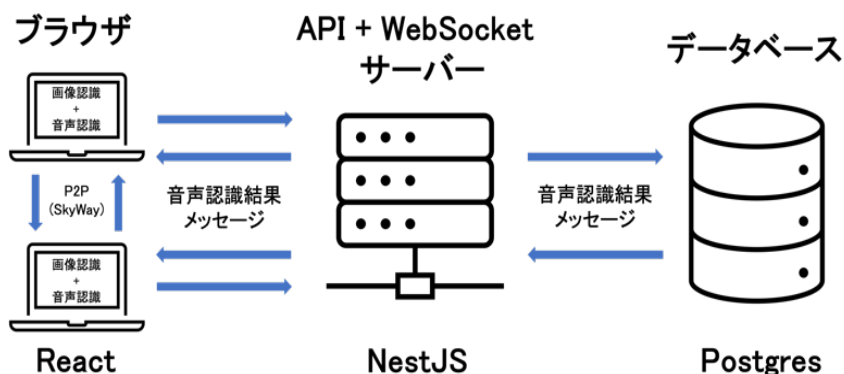 ブラウザ
API + WebSocket
サーバー
データベース
画像認識
+
音声認識
P2P
(SkyWay)
画像認識
+
音声認識
音声認識結果
メッセージ
音声認識結果
メッセージ
React
NestJS
Postgres